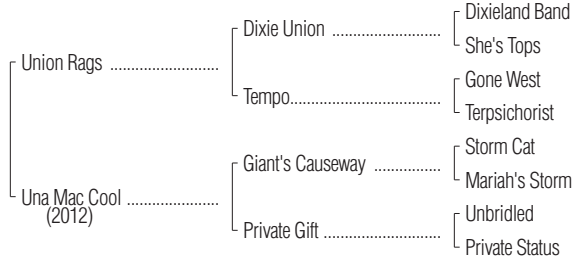 Dixieland Band
Dixie Union ......................
She's Tops
Union Rags ......................
Gone West
Tempo..............................
Terpsichorist
Storm Cat
Giant's Causeway ................
Mariah's Storm
Una Mac Cool ....................
(2012)
Unbridled
Private Gift ........................
Private Status